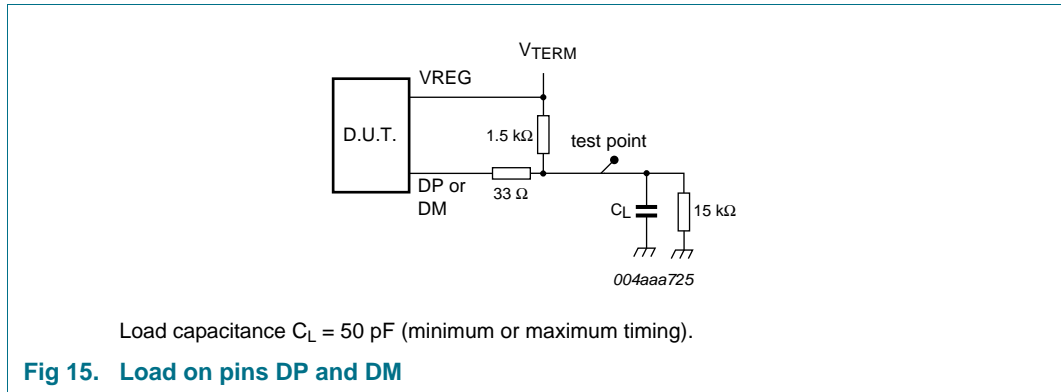 VTERM
VREG
D.U.T.
1.5 kΩ
test point
DP or
DM
33 Ω
CL
15 kΩ
004aaa725
Load capacitance CL = 50 pF (minimum or maximum timing).
Fig 15. Load on pins DP and DM